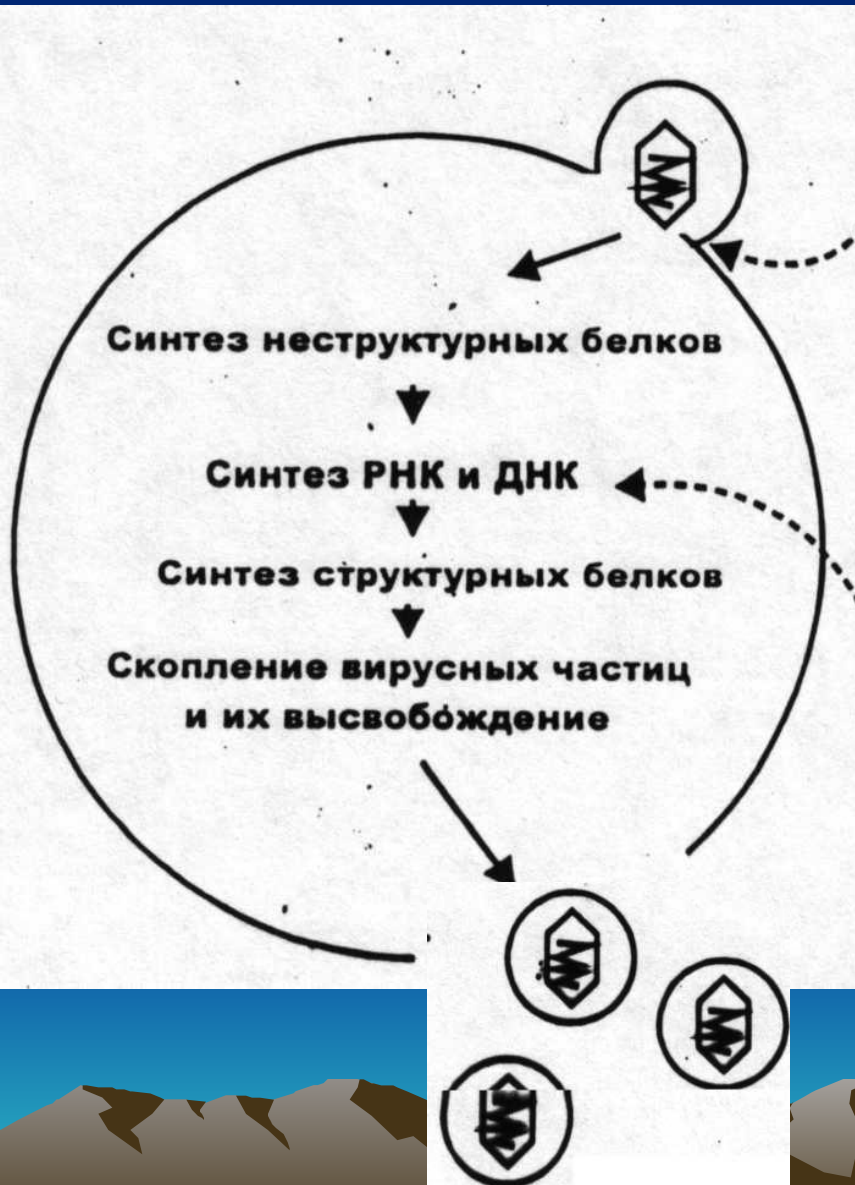 Синтез неструктурных белков
Синтез РНК и ДНК
Синтез структурных белков
Скопление вирусных частиц
и их высвобождение